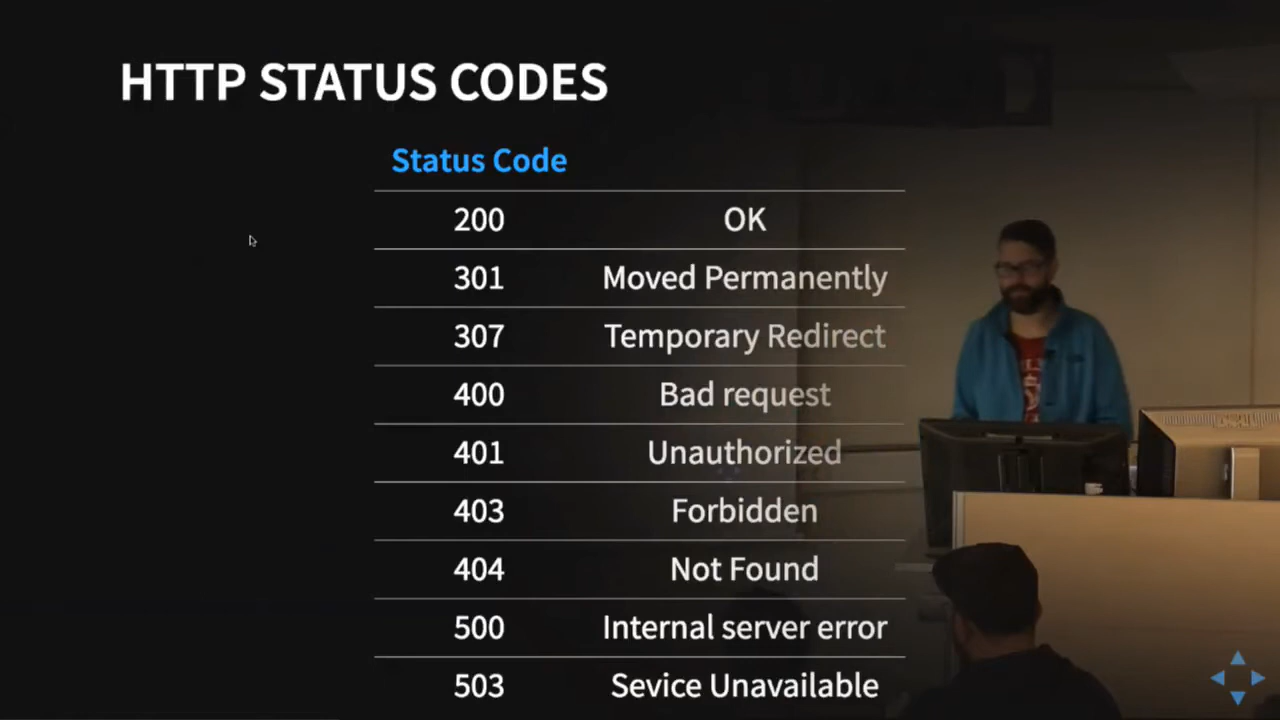 HTTP STATUS CODES
Status Code
200 OK
301 Moved Permanently
307 Temporary Redirect
400 Bad request
401 Unauthorized
403 Forbidden
404 Not Found
500 Internal server error
503 Sevice Unavailable